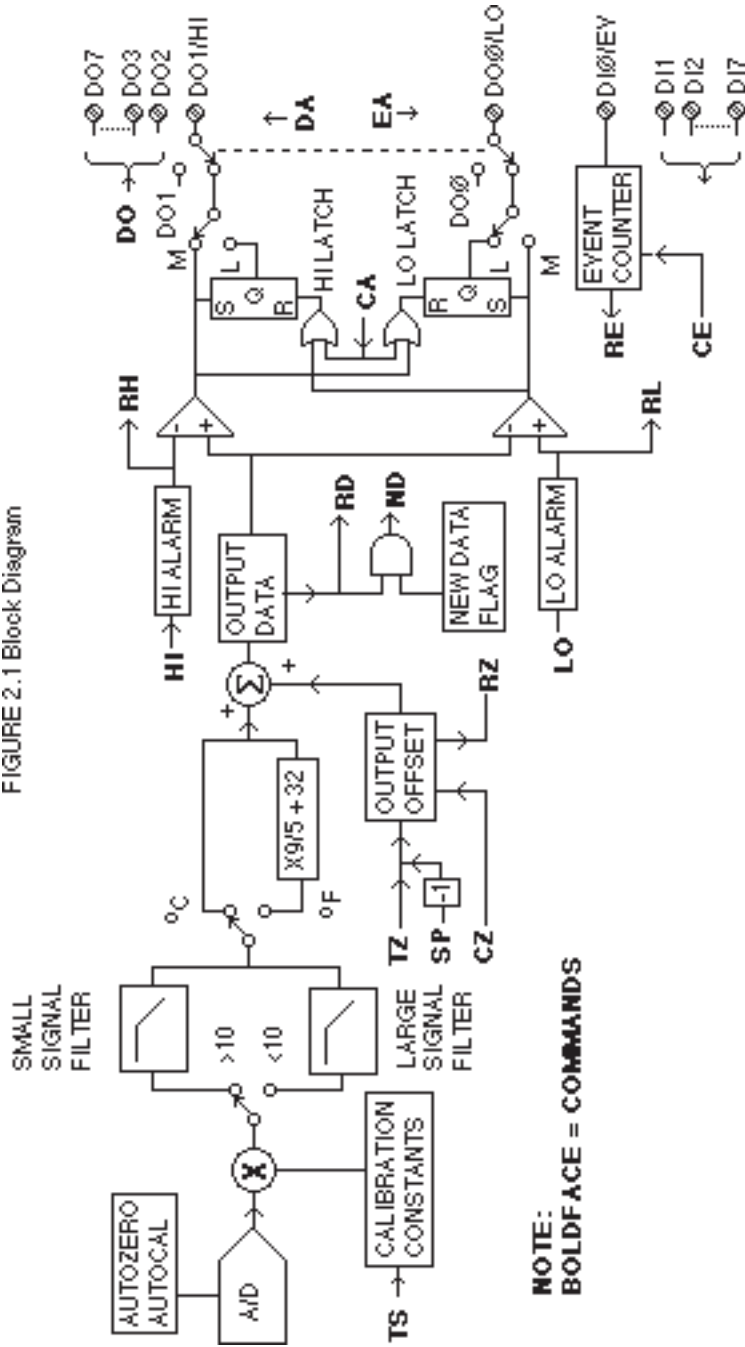 FIGURE 2.1 Block Diagram
AUTOZERO
AUTOCAL
A/D
X
TS
CALIBRATION
CONSTANTS
SMALL
SIGNAL
FILTER
>10
<10
LARGE
SIGNAL
FILTER
°C
°F
X9/5 + 32
Σ
+
+
TZ
SP
-1
CZ
OUTPUT
OFFSET
RZ
OUTPUT
DATA
RD
ND
NEW DATA
FLAG
HI
HI ALARM
RH
LO
LO ALARM
RL
-
+
-
+
S
Q
R
HI LATCH
CA
LO LATCH
R
Q
S
M
L
DO1
L
M
DOØ
DO
DO7
DO3
DO2
DO1/HI
DA
EA
DOØ/LO
EVENT
COUNTER
RE
CE
DIØ/EV
DI1
DI2
DI7
NOTE:
BOLDFACE = COMMANDS